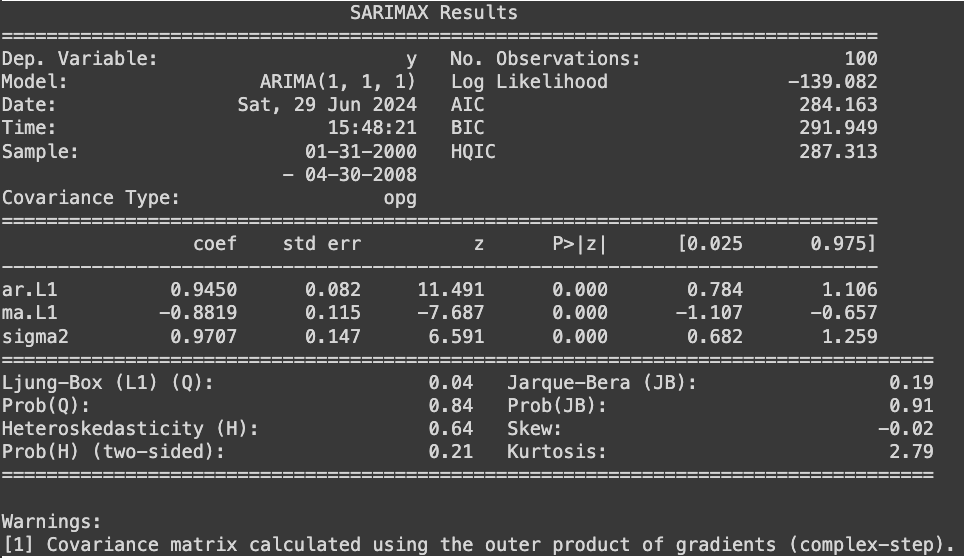 SARIMAX Results
==============================================================================
Dep. Variable:                      y   No. Observations:                  100
Model:                 ARIMA(1, 1, 1)   Log Likelihood                -139.082
Date:                Sat, 29 Jun 2024   AIC                            284.163
Time:                        15:48:21   BIC                            291.949
Sample:                    01-31-2000   HQIC                           287.313
                         - 04-30-2008
Covariance Type:                  opg
==============================================================================
                 coef    std err          z      P>|z|      [0.025      0.975]
------------------------------------------------------------------------------
ar.L1          0.9450      0.082     11.491      0.000       0.784       1.106
ma.L1         -0.8819      0.115     -7.687      0.000      -1.107      -0.657
sigma2         0.9707      0.147      6.591      0.000       0.682       1.259
===================================================================================
Ljung-Box (L1) (Q):                   0.04   Jarque-Bera (JB):                 0.19
Prob(Q):                              0.84   Prob(JB):                         0.91
Heteroskedasticity (H):               0.64   Skew:                            -0.02
Prob(H) (two-sided):                  0.21   Kurtosis:                         2.79
===================================================================================
Warnings:
[1] Covariance matrix calculated using the outer product of gradients (complex-step).